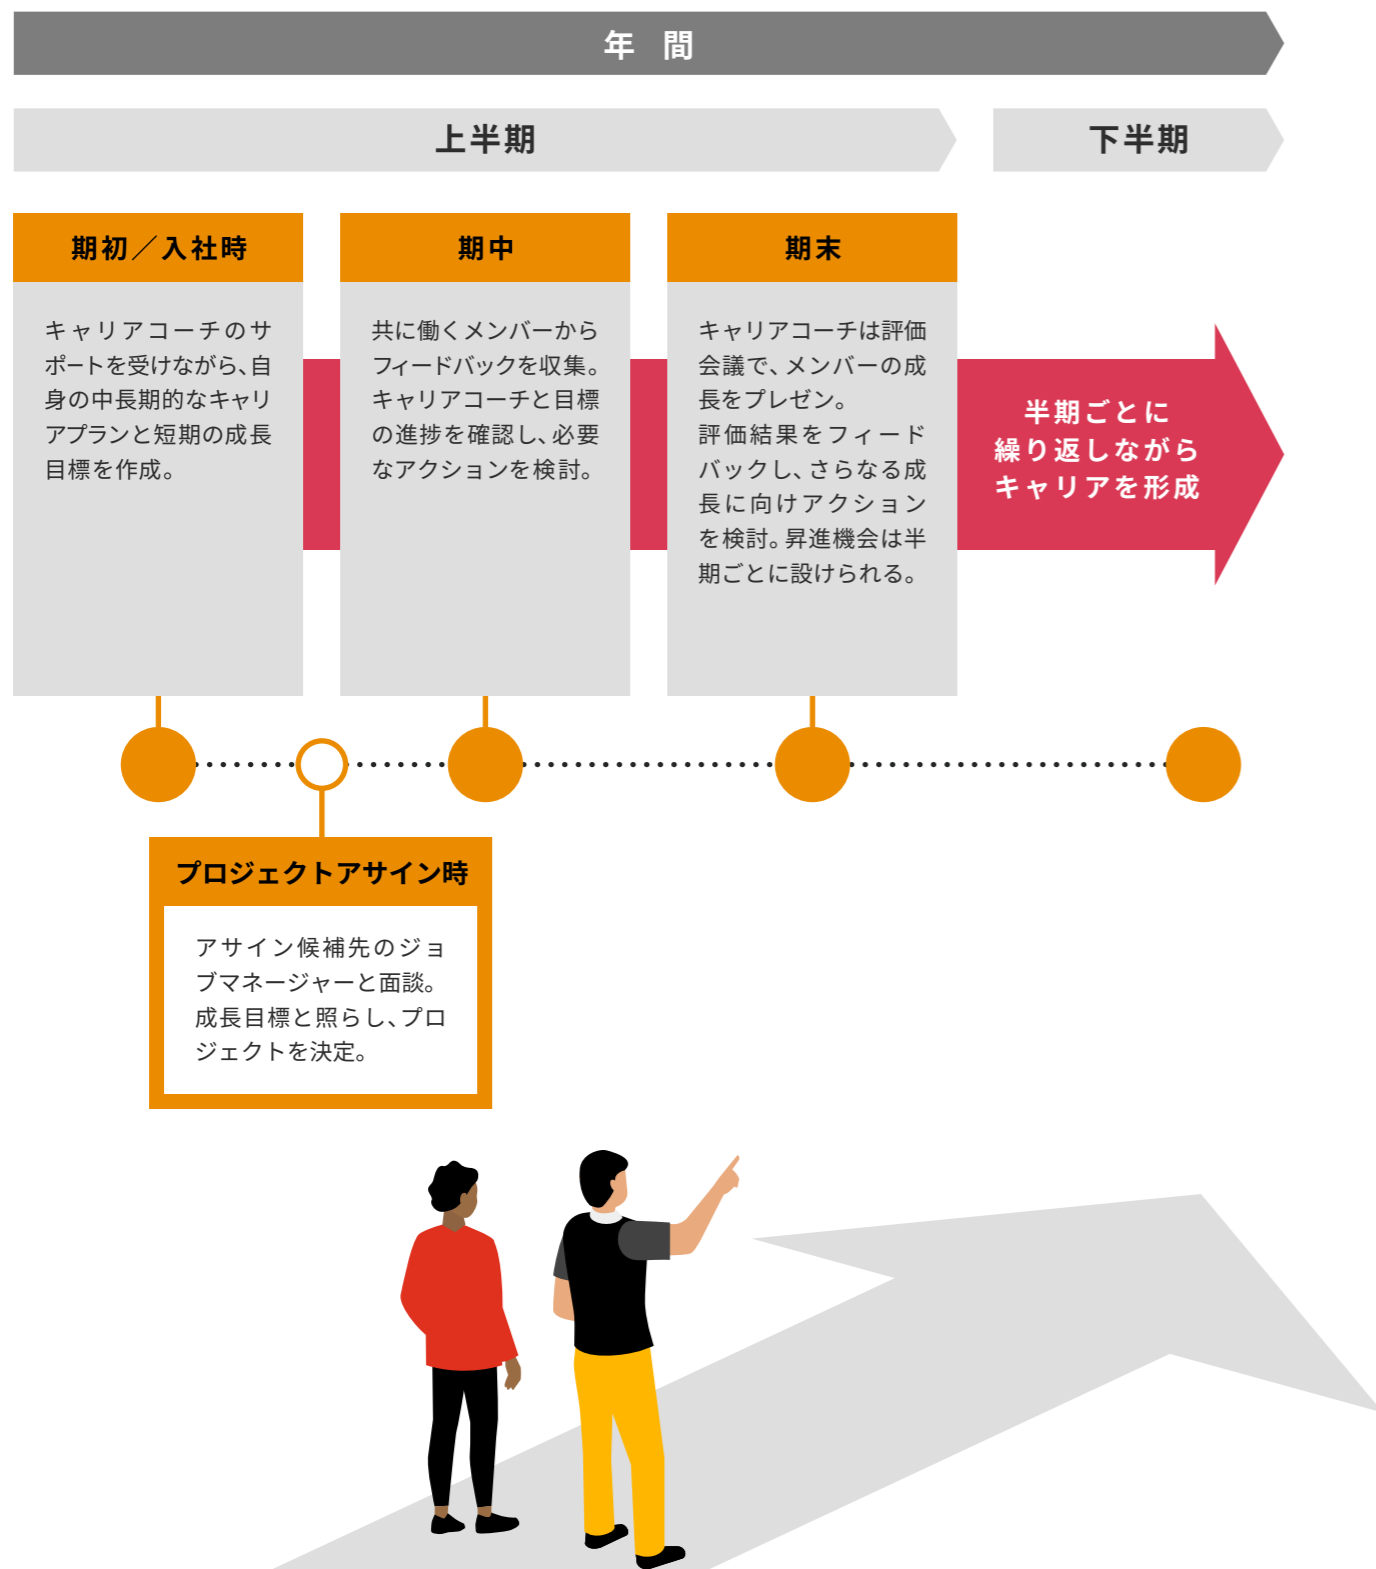 年 間
上半期
下半期
期初／入社時
キャリアコーチのサ
ポートを受けながら、自
身の中長期的なキャリ
アプランと短期の成長
目標を作成。
期中
共に働くメンバーから
フィードバックを収集。
キャリアコーチと目標
の進捗を確認し、必要
なアクションを検討。
期末
キャリアコーチは評価
会議で、メンバーの成
長をプレゼン。
評価結果をフィード
バックし、さらなる成
長に向けアクション
を検討。昇進機会は半
期ごとに設けられる。
半期ごとに
繰り返しながら
キャリアを形成
プロジェクトアサイン時
アサイン候補先のジョ
ブマネージャーと面談。
成長目標と照らし、プロ
ジェクトを決定。